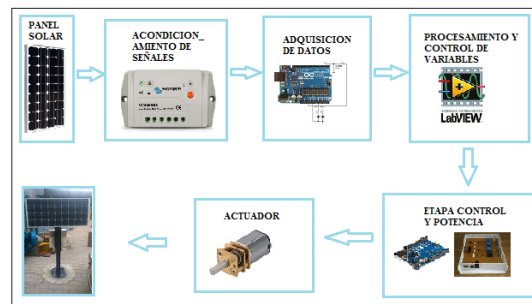 PANEL
SOLAR
ACONDICION_
AMIENTO DE
SEÑALES
ADQUISICION
DE DATOS
PROCESAMIENTO Y
CONTROL DE
VARIABLES
LabVIEW
ETAPA CONTROL
Y POTENCIA
ACTUADOR